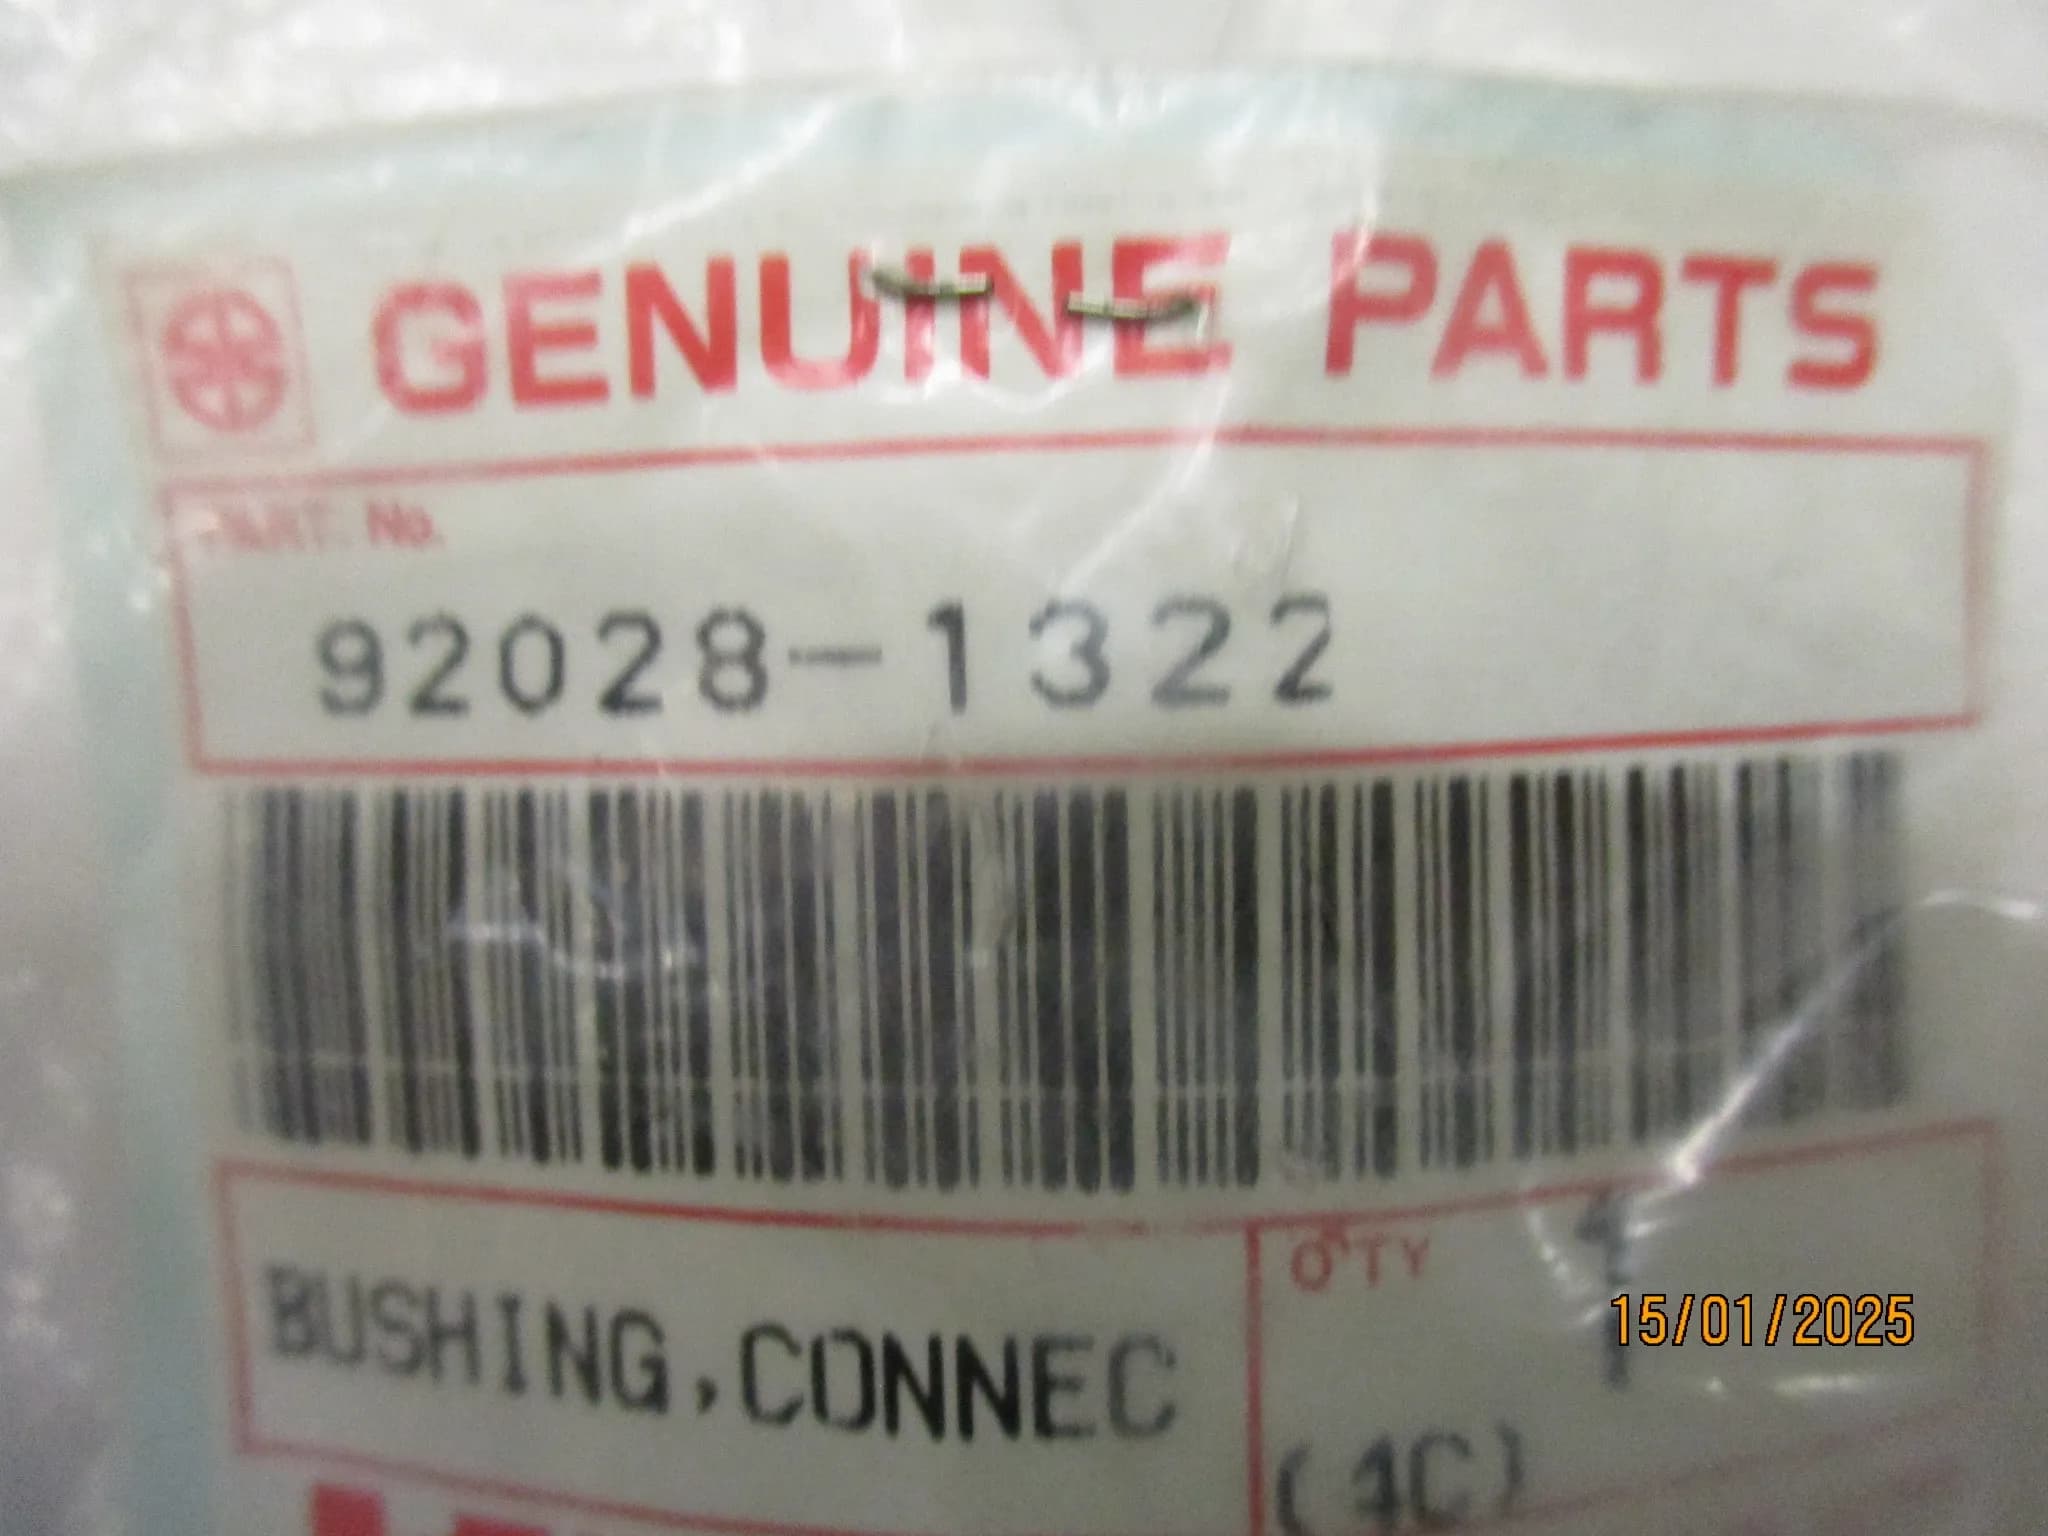 GENUINE PARTS
PART No.
92028-1322
BUSHING,CONNEC
Q'TY 1
(1C)
15/01/2025